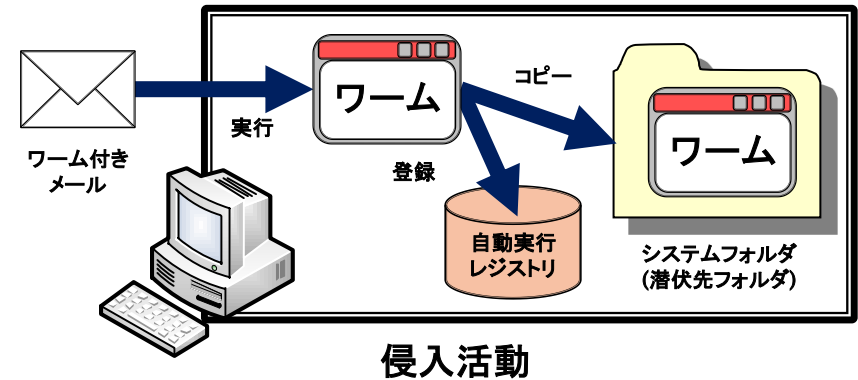 ワーム付き
メール
実行
ワーム
コピー
登録
自動実行
レジストリ
ワーム
システムフォルダ
(潜伏先フォルダ)
侵入活動